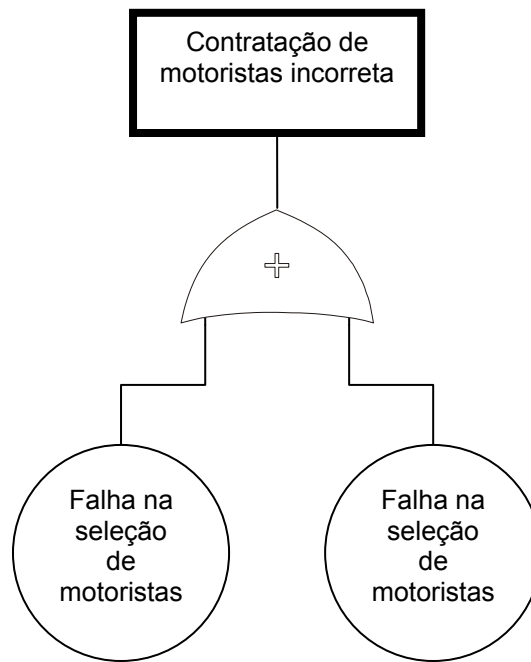 Contratação de
motoristas incorreta
Falha na
seleção
de
motoristas
Falha na
seleção
de
motoristas